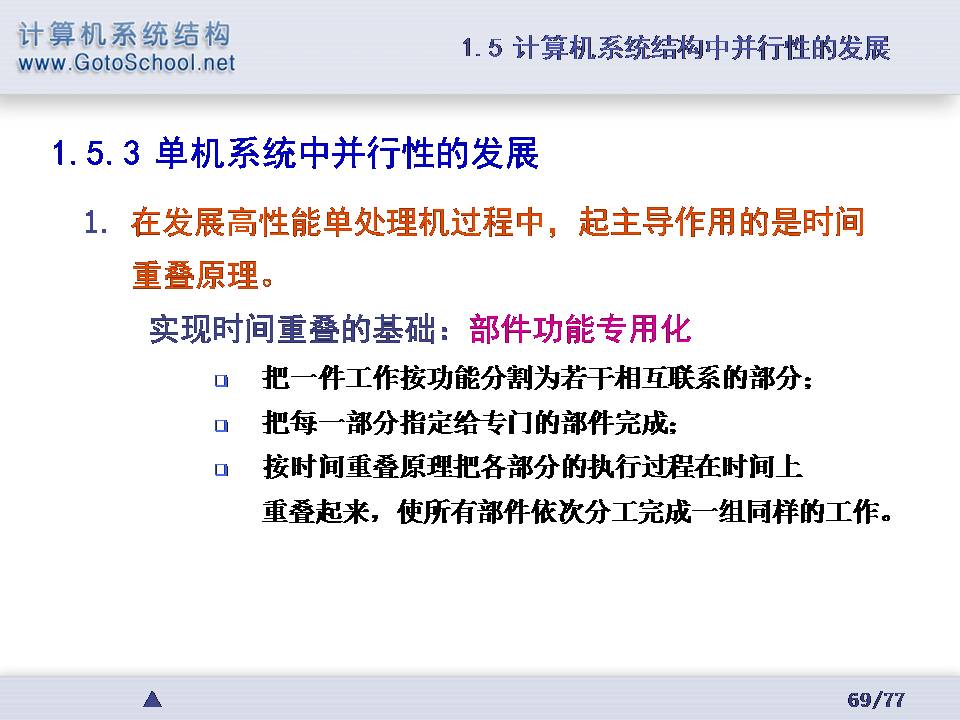 计算机系统结构
www.GotoSchool.net
1.5 计算机系统结构中并行性的发展
1.5.3 单机系统中并行性的发展
1. 在发展高性能单处理机过程中，起主导作用的是时间
重叠原理。
实现时间重叠的基础：部件功能专用化
❑ 把一件工作按功能分割为若干相互联系的部分；
❑ 把每一部分指定给专门的部件完成；
❑ 按时间重叠原理把各部分的执行过程在时间上
重叠起来，使所有部件依次分工完成一组同样的工作。
69/77